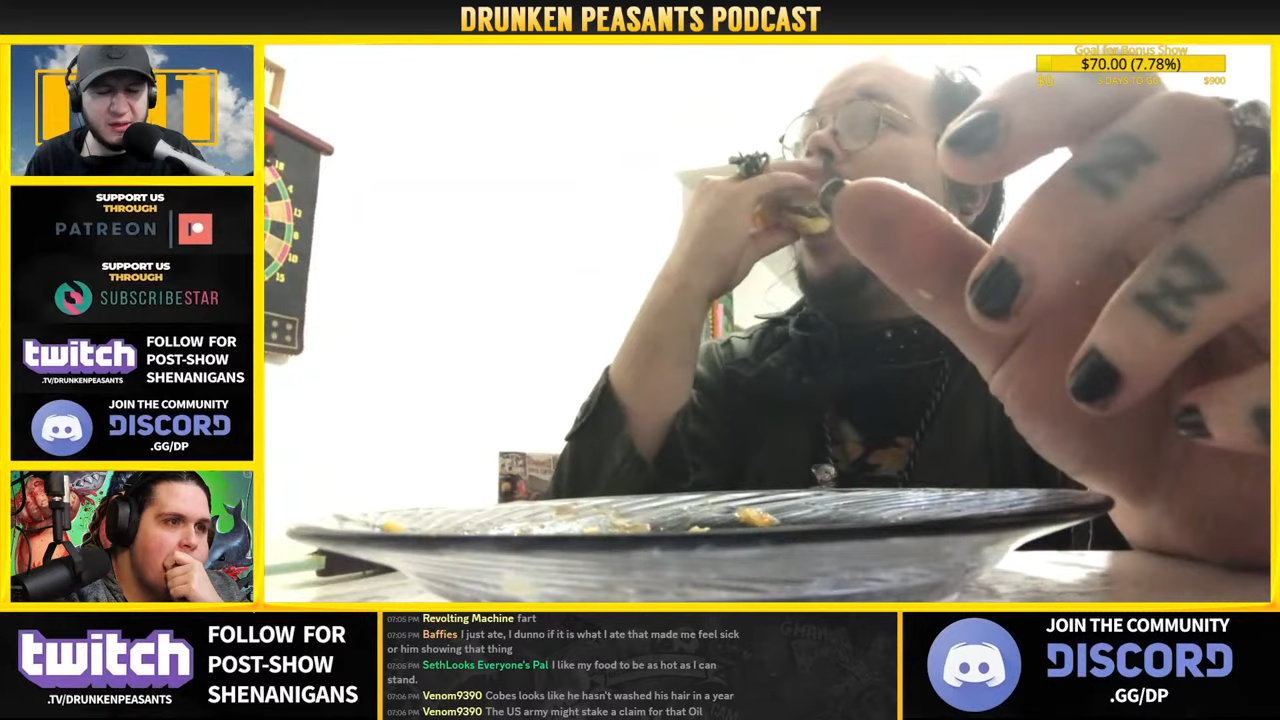 DRUNKEN PEASANTS PODCAST
Goal for Bonus Show
$70.00 (7.78%)
$900
SUPPORT US
THROUGH
PATREON
SUPPORT US
THROUGH
SUBSCRIBESTAR
twitch
.TV/DRUNKENPEASANTS
FOLLOW FOR
POST-SHOW
SHENANIGANS
JOIN THE COMMUNITY
DISCORD
.GG/DP
twitch
.TV/DRUNKENPEASANTS
FOLLOW FOR
POST-SHOW
SHENANIGANS
07:05 PM Revolting Machine fart
07:05 PM Baffies I just ate, I dunno if it is what I ate that made me feel sick
or him showing that thing
07:05 PM SethLooks Everyone's Pal I like my food to be as hot as I can
stand.
07:06 PM Venom9390 Cobes looks like he hasn't washed his hair in a year
07:06 PM Venom9390 The US army might stake a claim for that Oil
JOIN THE COMMUNITY
DISCORD
.GG/DP